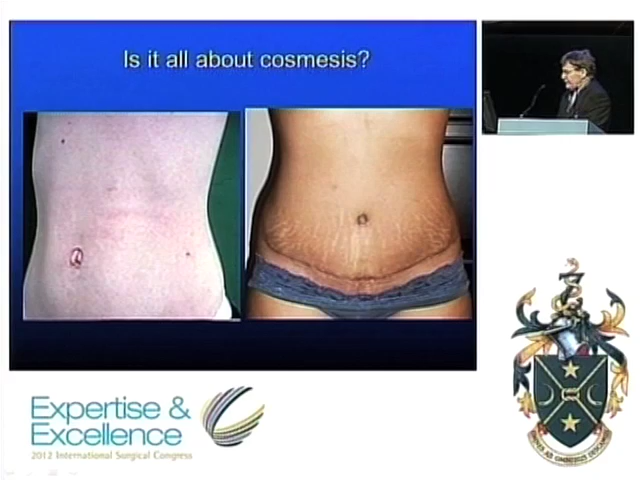 Is it all about cosmesis?
Expertise &
Excellence
2012 International Surgical Congress